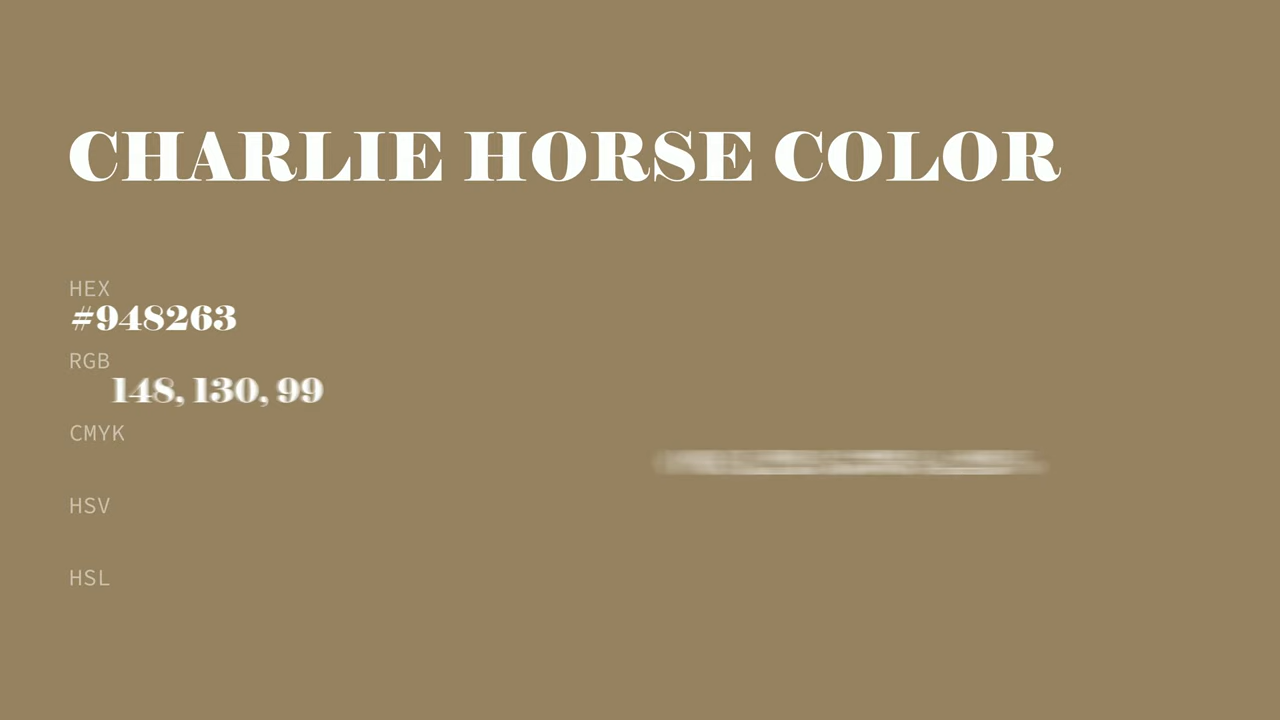 CHARLIE HORSE COLOR
HEX
#948263
RGB
148, 130, 99
CMYK
HSV
HSL